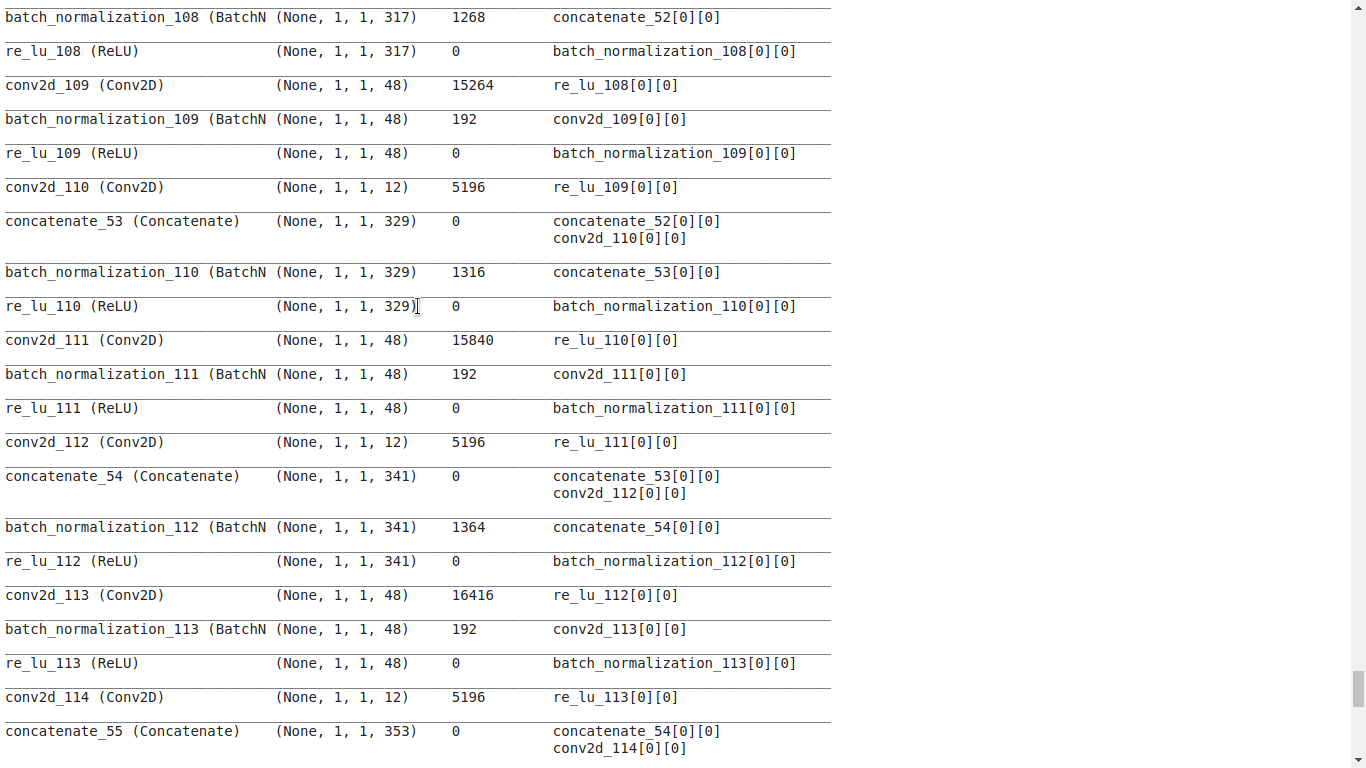 batch_normalization_108 (BatchN (None, 1, 1, 317) 1268 concatenate_52[0][0]
re_lu_108 (ReLU) (None, 1, 1, 317) 0 batch_normalization_108[0][0]
conv2d_109 (Conv2D) (None, 1, 1, 48) 15264 re_lu_108[0][0]
batch_normalization_109 (BatchN (None, 1, 1, 48) 192 conv2d_109[0][0]
re_lu_109 (ReLU) (None, 1, 1, 48) 0 batch_normalization_109[0][0]
conv2d_110 (Conv2D) (None, 1, 1, 12) 5196 re_lu_109[0][0]
concatenate_53 (Concatenate) (None, 1, 1, 329) 0 concatenate_52[0][0]
conv2d_110[0][0]
batch_normalization_110 (BatchN (None, 1, 1, 329) 1316 concatenate_53[0][0]
re_lu_110 (ReLU) (None, 1, 1, 329) 0 batch_normalization_110[0][0]
conv2d_111 (Conv2D) (None, 1, 1, 48) 15840 re_lu_110[0][0]
batch_normalization_111 (BatchN (None, 1, 1, 48) 192 conv2d_111[0][0]
re_lu_111 (ReLU) (None, 1, 1, 48) 0 batch_normalization_111[0][0]
conv2d_112 (Conv2D) (None, 1, 1, 12) 5196 re_lu_111[0][0]
concatenate_54 (Concatenate) (None, 1, 1, 341) 0 concatenate_53[0][0]
conv2d_112[0][0]
batch_normalization_112 (BatchN (None, 1, 1, 341) 1364 concatenate_54[0][0]
re_lu_112 (ReLU) (None, 1, 1, 341) 0 batch_normalization_112[0][0]
conv2d_113 (Conv2D) (None, 1, 1, 48) 16416 re_lu_112[0][0]
batch_normalization_113 (BatchN (None, 1, 1, 48) 192 conv2d_113[0][0]
re_lu_113 (ReLU) (None, 1, 1, 48) 0 batch_normalization_113[0][0]
conv2d_114 (Conv2D) (None, 1, 1, 12) 5196 re_lu_113[0][0]
concatenate_55 (Concatenate) (None, 1, 1, 353) 0 concatenate_54[0][0]
conv2d_114[0][0]